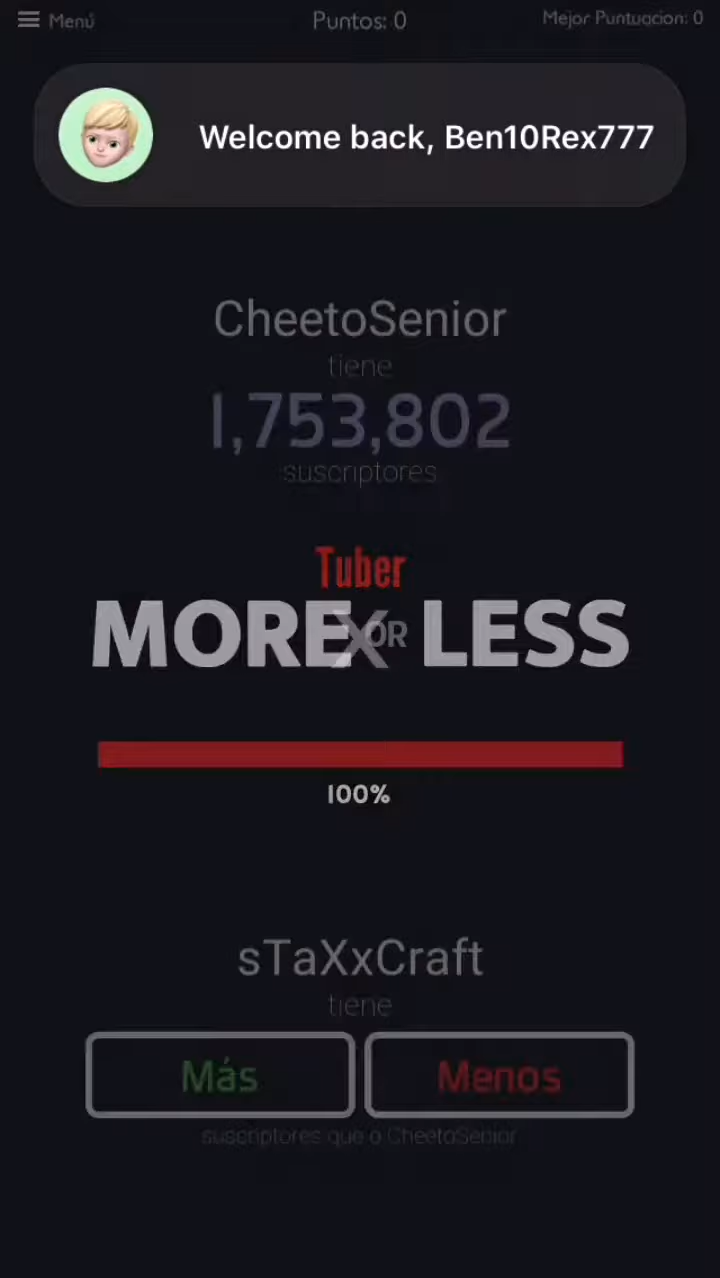 Menú
Puntos: 0
Mejor Puntuacion: 0
Welcome back, Ben10Rex777
CheetoSenior
tiene
1,753,802
suscriptores
Tuber
MORE OR LESS
X
100%
sTaXxCraft
tiene
Más
Menos
suscriptores que o CheetoSenior